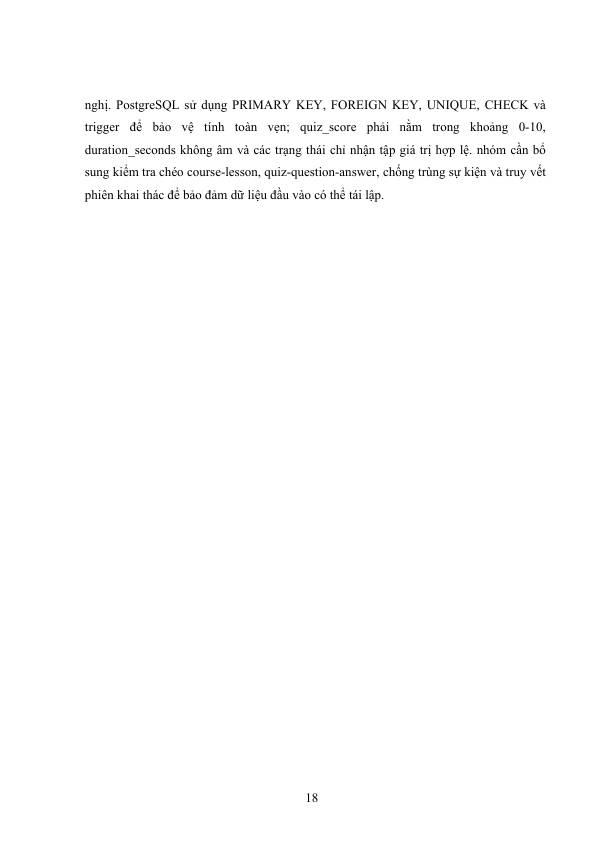 nghị. PostgreSQL sử dụng PRIMARY KEY, FOREIGN KEY, UNIQUE, CHECK và
trigger để bảo vệ tính toàn vẹn; quiz_score phải nằm trong khoảng 0-10,
duration_seconds không âm và các trạng thái chỉ nhận tập giá trị hợp lệ. nhóm cần bổ
sung kiểm tra chéo course-lesson, quiz-question-answer, chống trùng sự kiện và truy vết
phiên khai thác để bảo đảm dữ liệu đầu vào có thể tái lập.
18